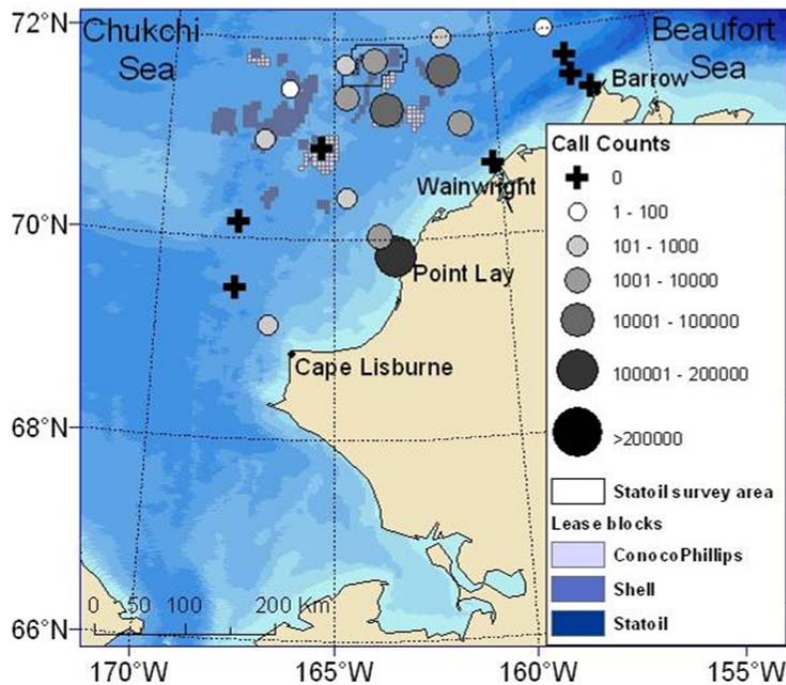 72°N
70°N
68°N
66°N
Chukchi
Sea
Beaufort
Sea
Barrow
Wainwright
Point Lay
Cape Lisburne
Call Counts
0
1 - 100
101 - 1000
1001 - 10000
10001 - 100000
100001 - 200000
>200000
Statoil survey area
Lease blocks
ConocoPhillips
Shell
Statoil
0 50 100 200 Km
170°W 165°W 160°W 155°W